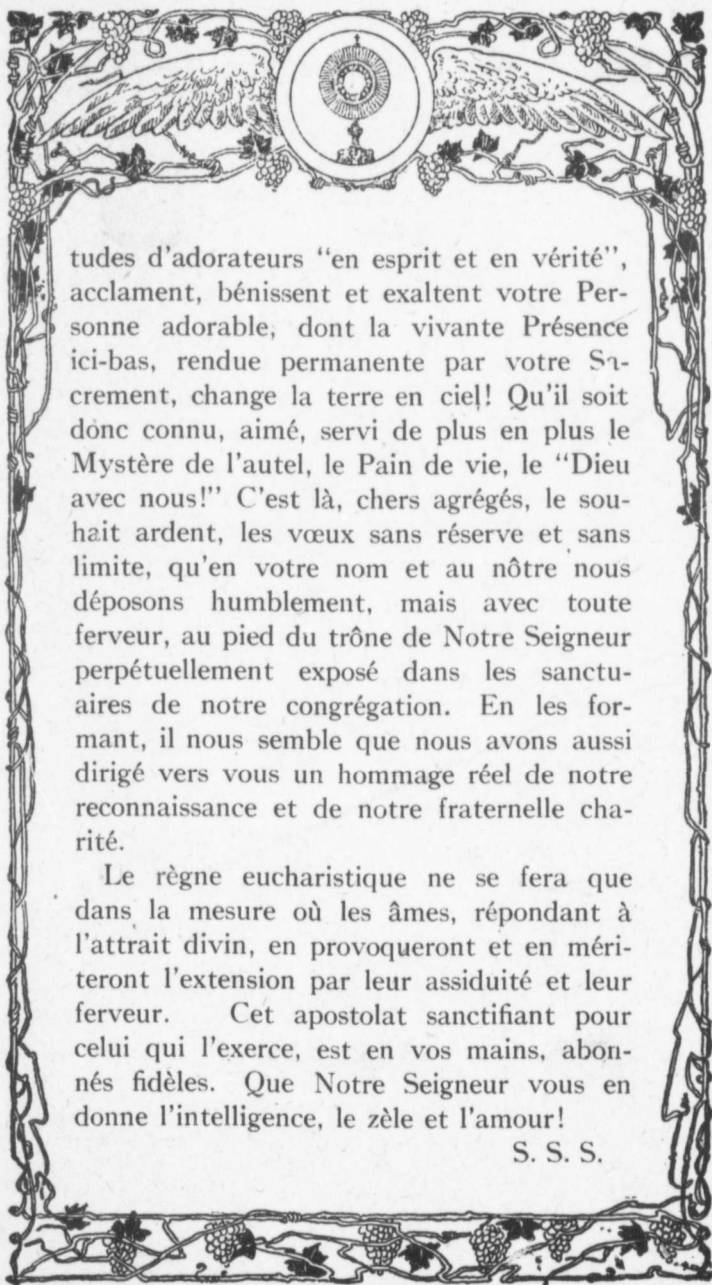 tudes d'adorateurs “en esprit et en vérité”,
acclament, bénissent et exaltent votre Per-
sonne adorable, dont la vivante Présence
ici-bas, rendue permanente par votre Sa-
crement, change la terre en ciel! Qu'il soit
donc connu, aimé, servi de plus en plus le
Mystère de l'autel, le Pain de vie, le “Dieu
avec nous!” C'est là, chers agrégés, le sou-
hait ardent, les vœux sans réserve et sans
limite, qu'en votre nom et au nôtre nous
déposons humblement, mais avec toute
ferveur, au pied du trône de Notre Seigneur
perpétuellement exposé dans les sanctu-
aires de notre congrégation. En les for-
mant, il nous semble que nous avons aussi
dirigé vers vous un hommage réel de notre
reconnaissance et de notre fraternelle cha-
rité.
Le règne eucharistique ne se fera que
dans la mesure où les âmes, répondant à
l'attrait divin, en provoqueront et en méri-
teront l'extension par leur assiduité et leur
ferveur. Cet apostolat sanctifiant pour
celui qui l'exerce, est en vos mains, abon-
nés fidèles. Que Notre Seigneur vous en
donne l'intelligence, le zèle et l'amour!
S. S. S.